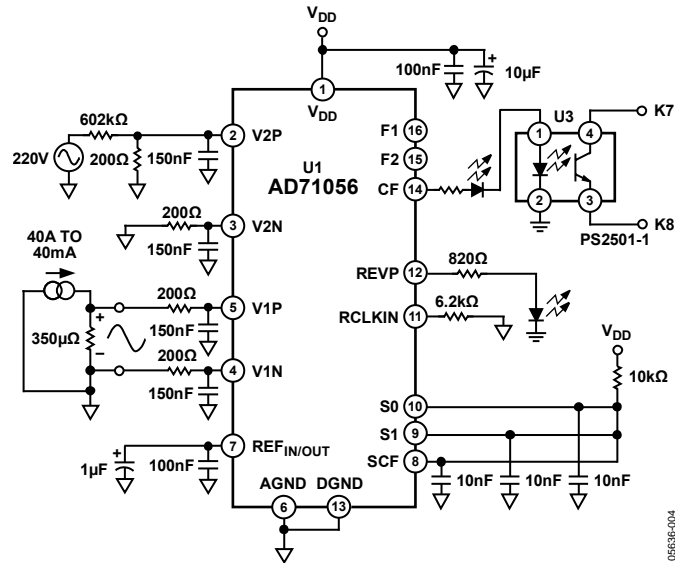 VDD
100nF
10µF
1
VDD
U1
AD71056
602kΩ
220V
200Ω
150nF
2
V2P
200Ω
150nF
3
V2N
40A TO
40mA
350µΩ
+
−
200Ω
150nF
5
V1P
200Ω
150nF
4
V1N
+
1µF
100nF
7
REFIN/OUT
AGND
DGND
6
13
F1
16
F2
15
CF
14
U3
1
4
2
3
K7
K8
PS2501-1
REVP
12
820Ω
RCLKIN
11
6.2kΩ
VDD
10kΩ
S0
10
S1
9
SCF
8
10nF
10nF
10nF
+
05636-004